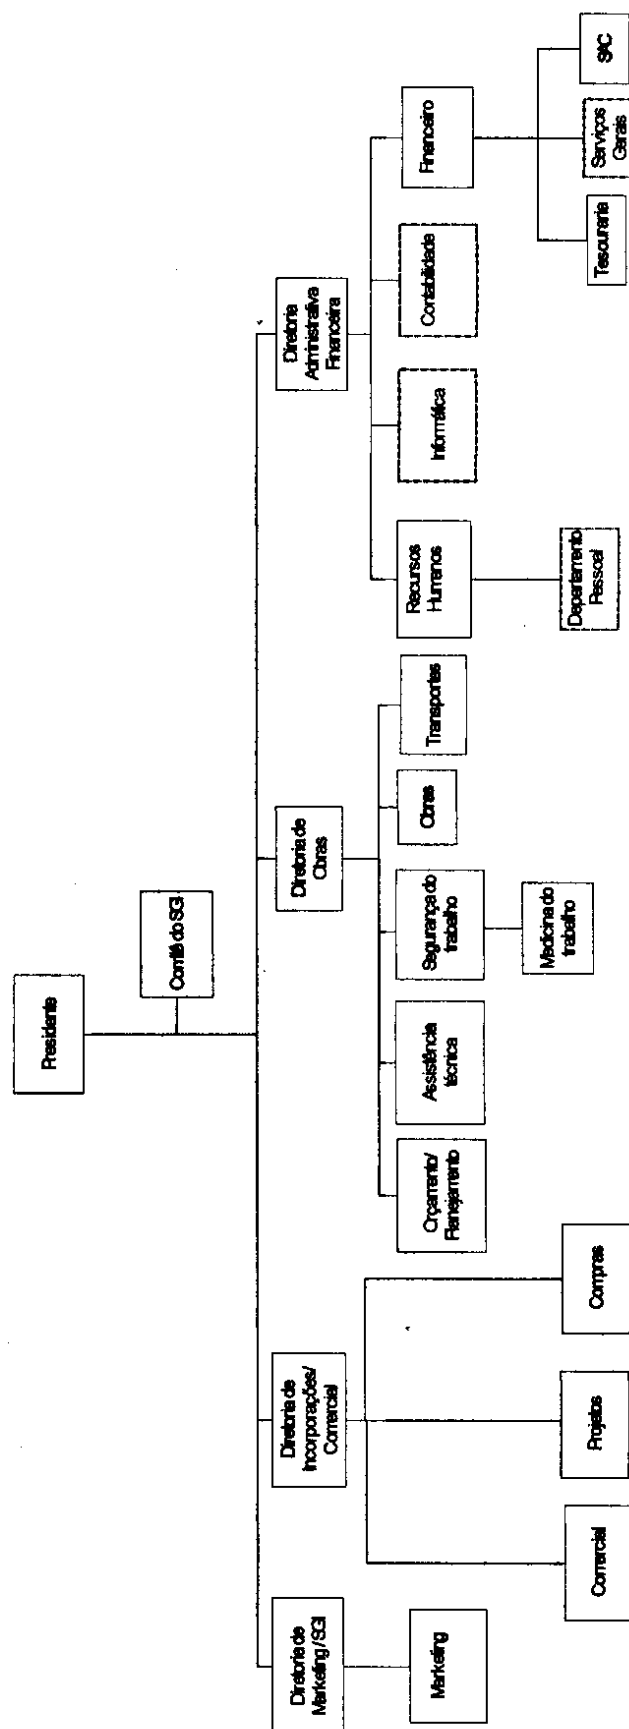 Presidente
Comitê do SGI
Diretoria de
Marketing / SGI
Diretoria de
Incorporações/
Comercial
Diretoria de
Obras
Diretoria
Administrativa
Financeira
Marketing
Comercial
Projetos
Compras
Orçamento/
Planejamento
Assistência
técnica
Segurança do
trabalho
Obras
Transportes
Medicina do
trabalho
Recursos
Humanos
Informática
Contabilidade
Financeiro
Departamento
Pessoal
Tesouraria
Serviços
Gerais
SAC